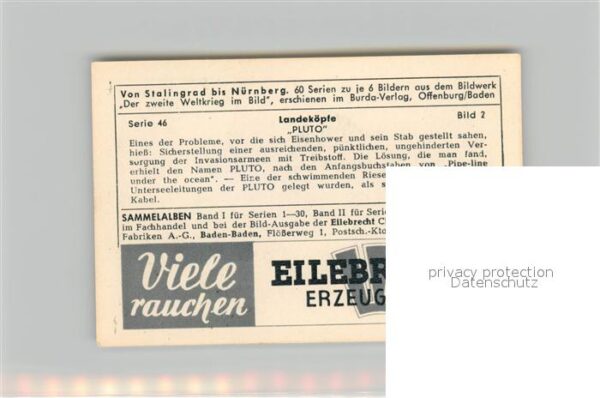 Von Stalingrad bis Nürnberg. 60 Serien zu je 6 Bildern aus dem Bildwerk
„Der zweite Weltkrieg im Bild", erschienen im Burda-Verlag, Offenburg/Baden
Serie 46 Landeköpfe Bild 2
„PLUTO"
Eines der Probleme, vor die sich Eisenhower und sein Stab gestellt sahen,
hieß: Sicherstellung einer ausreichenden, pünktlichen, ungehinderten Ver-
sorgung der Invasionsarmeen mit Treibstoff. Die Lösung, die man fand,
erhielt den Namen PLUTO, nach den Anfangsbuchstaben von „Pipe-line
under the ocean". — Eine der schwimmenden Riese
Unterseeleitungen der PLUTO gelegt wurden, als s
Kabel.
SAMMELALBEN Band I für Serien 1—30, Band II für Serie
im Fachhandel und bei der Bild-Ausgabe der Eilebrecht C
Fabriken A.-G., Baden-Baden, Flößerweg 1, Postsch.-Kto
Viele
rauchen
EILEBR
ERZEUG
privacy protection
Datenschutz